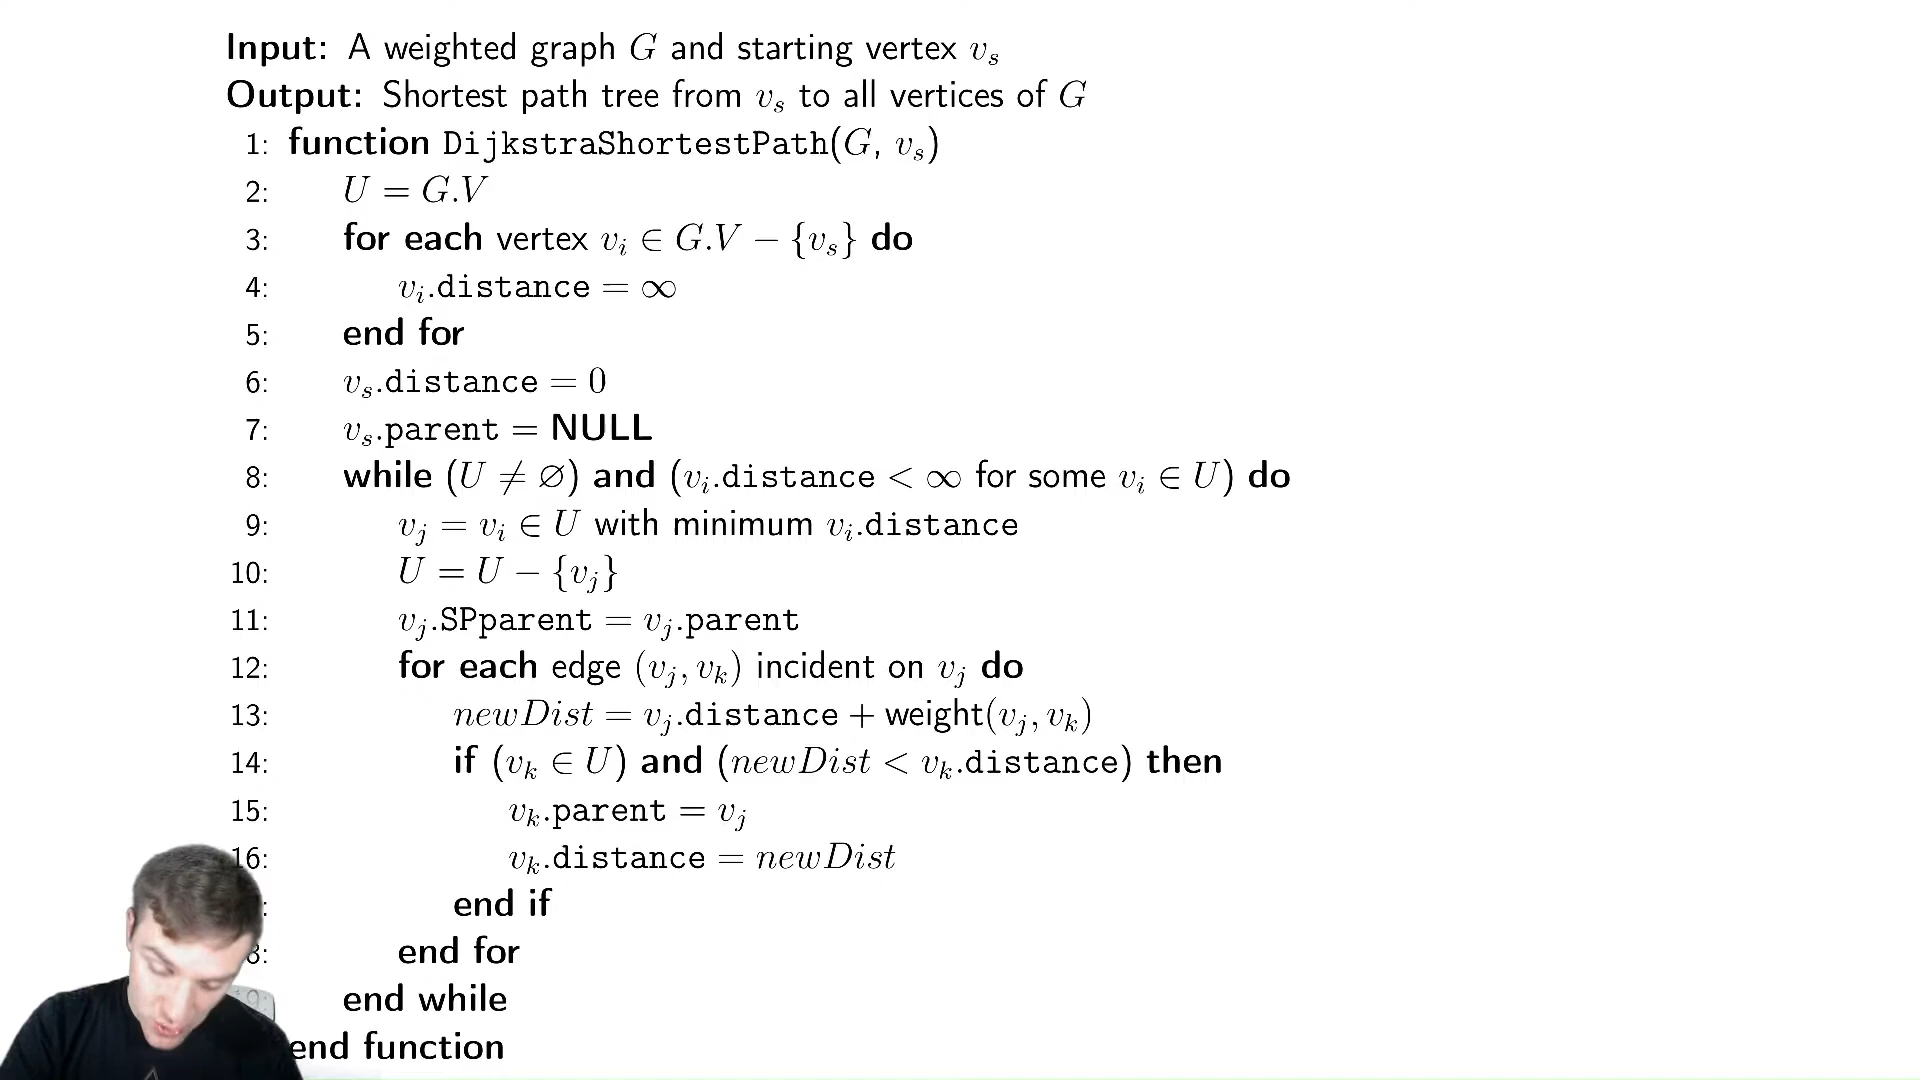 Input: A weighted graph G and starting vertex v_s
Output: Shortest path tree from v_s to all vertices of G
1: function DijkstraShortestPath(G, v_s)
2: U = G.V
3: for each vertex v_i ∈ G.V − {v_s} do
4: v_i.distance = ∞
5: end for
6: v_s.distance = 0
7: v_s.parent = NULL
8: while (U ≠ ∅) and (v_i.distance < ∞ for some v_i ∈ U) do
9: v_j = v_i ∈ U with minimum v_i.distance
10: U = U − {v_j}
11: v_j.SPparent = v_j.parent
12: for each edge (v_j, v_k) incident on v_j do
13: newDist = v_j.distance + weight(v_j, v_k)
14: if (v_k ∈ U) and (newDist < v_k.distance) then
15: v_k.parent = v_j
16: v_k.distance = newDist
end if
8: end for
end while
end function